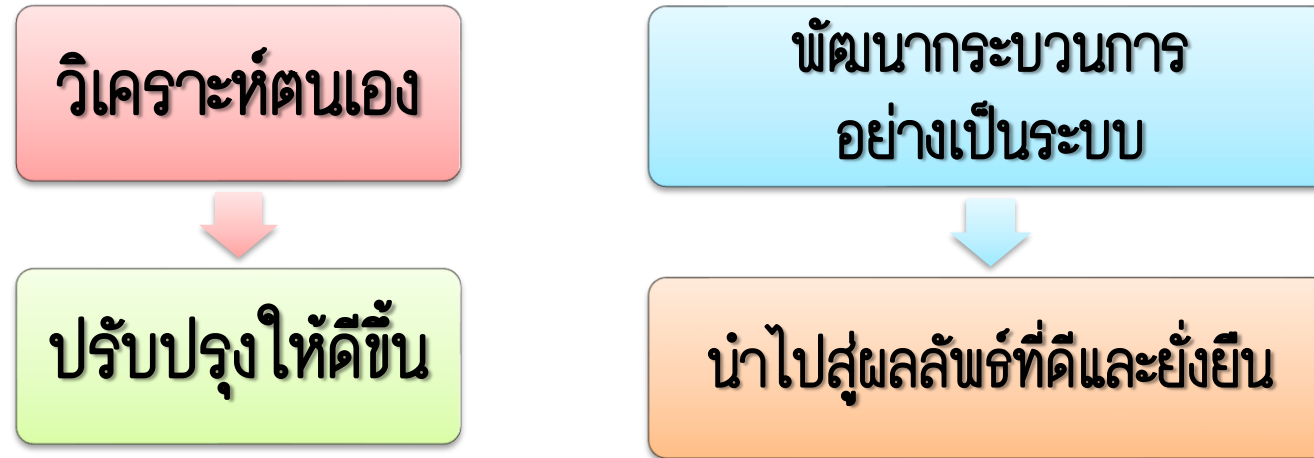 วิเคราะห์ตนเอง
ปรับปรุงให้ดีขึ้น
พัฒนากระบวนการ
อย่างเป็นระบบ
นำไปสู่ผลลัพธ์ที่ดีและยั่งยืน